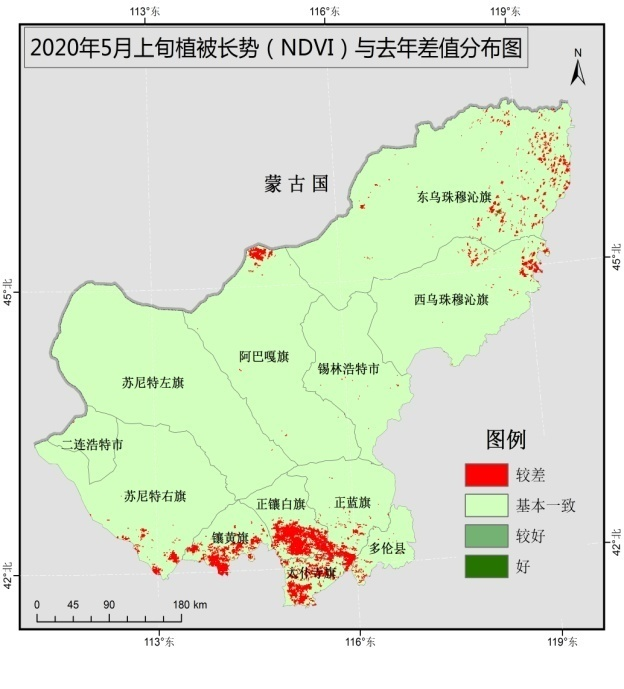 113°东
116°东
119°东
2020年5月上旬植被长势（NDVI）与去年差值分布图
N
蒙古国
东乌珠穆沁旗
45°北
45°北
西乌珠穆沁旗
阿巴嘎旗
锡林浩特市
苏尼特左旗
二连浩特市
图例
较差
苏尼特右旗
正镶白旗
正蓝旗
基本一致
镶黄旗
较好
多伦县
42°北
太仆寺旗
好
42°北
0 45 90 180 km
113°东
116°东
119°东